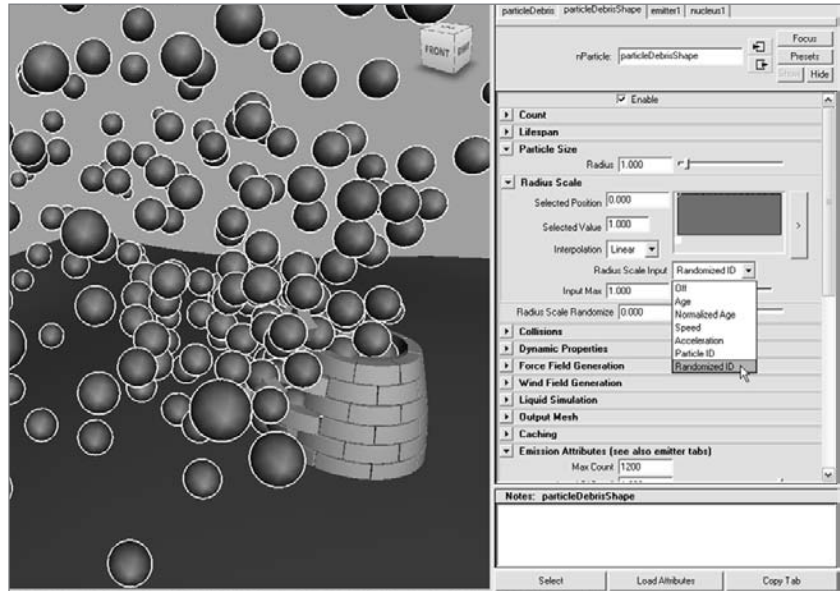 particleDebris particleDebrisShape emitter1 nucleus1
Focus
nParticle: particleDebrisShape
Presets
Show Hide
FRONT
Enable
Count
Lifespan
Particle Size
Radius 1.000
Radius Scale
Selected Position 0.000
Selected Value 1.000
>
Interpolation Linear
Radius Scale Input Randomized ID
Input Max 1.000
Off
Age
Radius Scale Randomize 0.000
Normalized Age
Speed
Collisions
Acceleration
Dynamic Properties
Particle ID
Force Field Generation
Randomized ID
Wind Field Generation
Liquid Simulation
Output Mesh
Caching
Emission Attributes (see also emitter tabs)
Max Count 1200
Notes: particleDebrisShape
Select Load Attributes Copy Tab